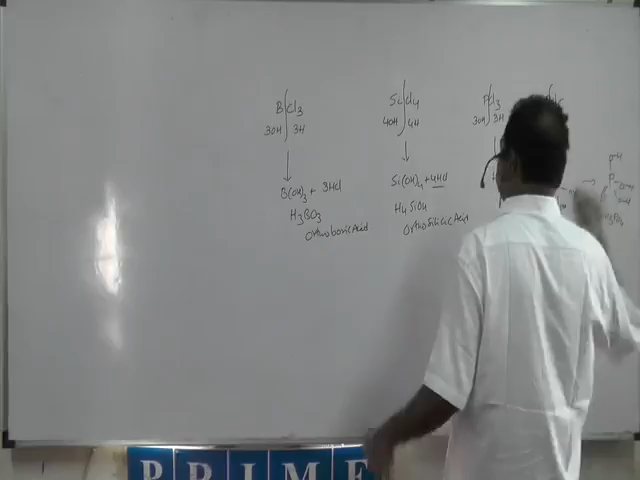 BCl3
3OH 3H
B(OH)3 + 3HCl
H3BO3
Orthoboric Acid
SiCl4
4OH 4H
Si(OH)4 + 4HCl
H4SiO4
OrthoSilicic Acid
PCl3
3OH 3H
PRIME